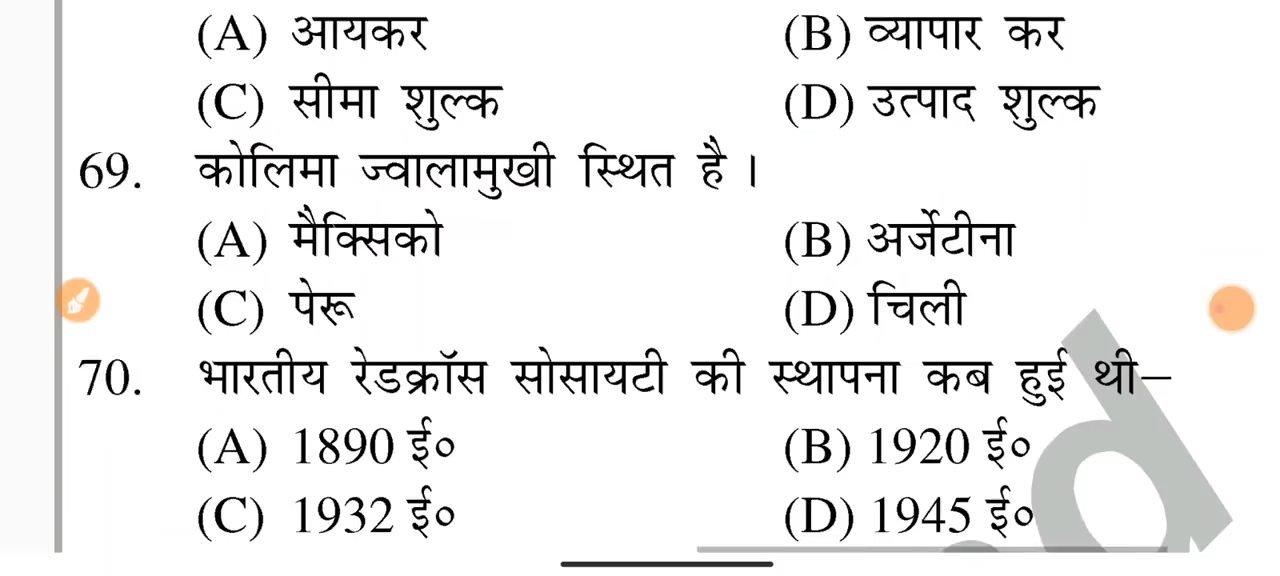 (A) आयकर (B) व्यापार कर
(C) सीमा शुल्क (D) उत्पाद शुल्क
69. कोलिमा ज्वालामुखी स्थित है।
(A) मैक्सिको (B) अर्जेटीना
(C) पेरू (D) चिली
70. भारतीय रेडक्रॉस सोसायटी की स्थापना कब हुई थी–
(A) 1890 ई० (B) 1920 ई०
(C) 1932 ई० (D) 1945 ई०